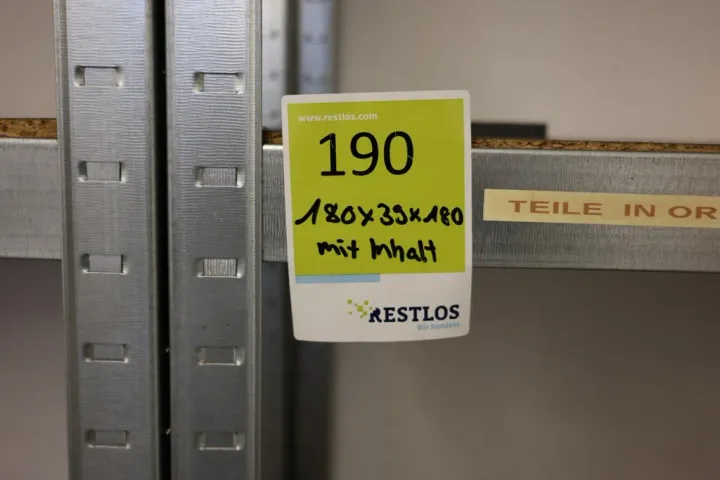 www.restlos.com
190
180x39x180
mit Inhalt
RESTLOS
Wir handeln
TEILE IN OR